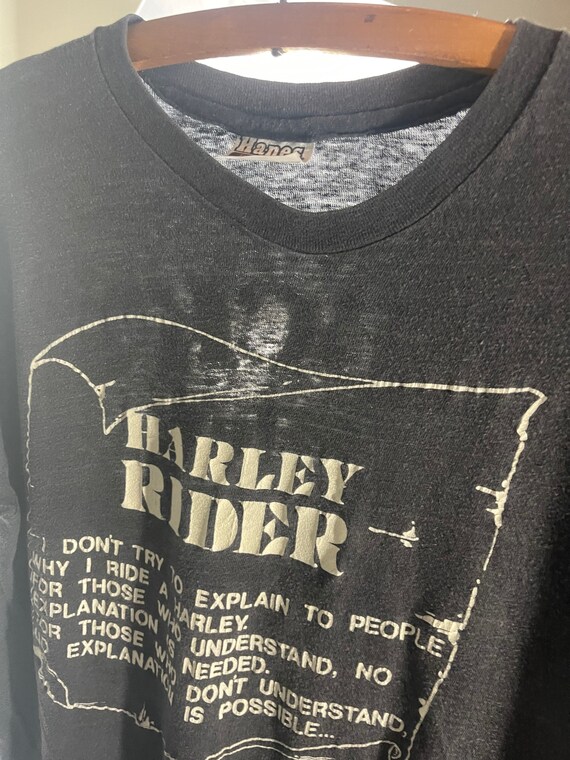 Hanes
HARLEY
RIDER
I DON'T TRY TO EXPLAIN TO PEOPLE
WHY I RIDE A HARLEY.
FOR THOSE WHO UNDERSTAND, NO
EXPLANATION IS NEEDED.
FOR THOSE WHO DON'T UNDERSTAND,
NO EXPLANATION IS POSSIBLE...